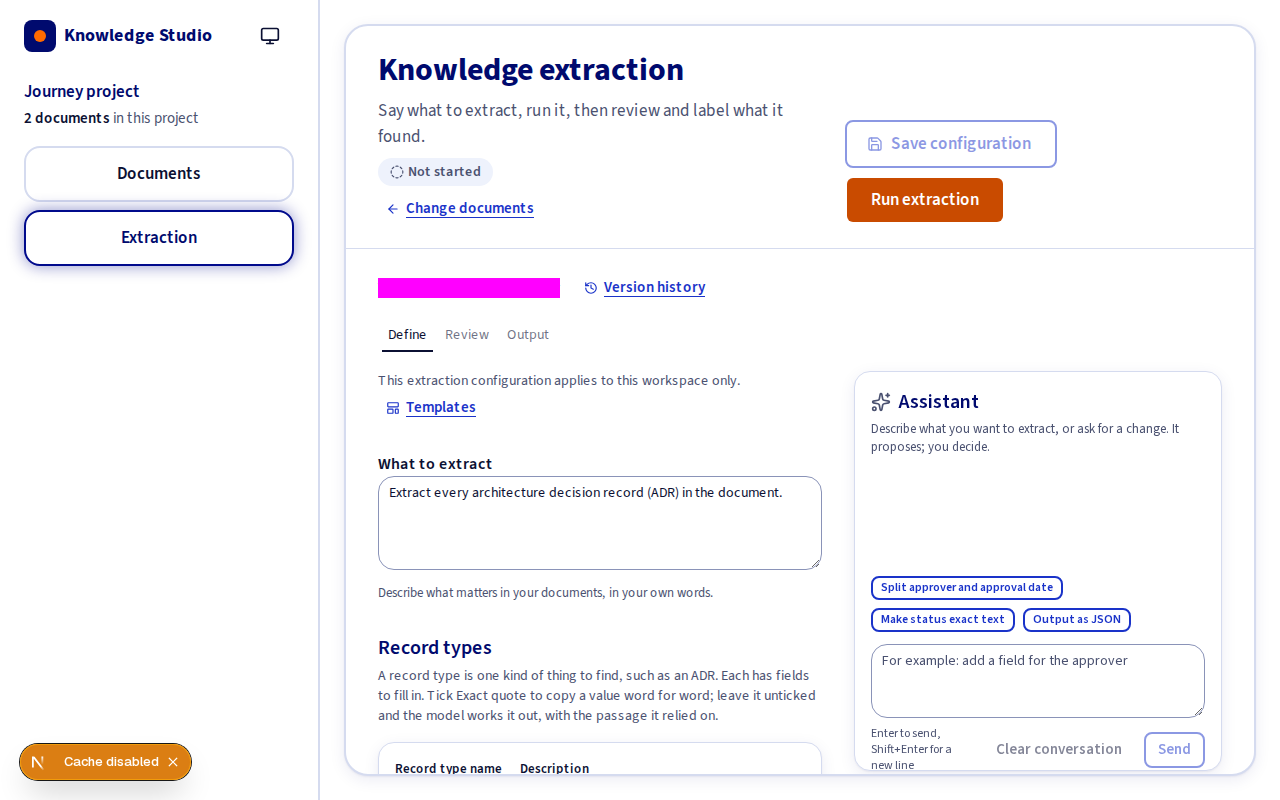 Knowledge Studio
Journey project
2 documents in this project
Documents
Extraction
Cache disabled
Knowledge extraction
Say what to extract, run it, then review and label what it
found.
Not started
Change documents
Save configuration
Run extraction
Version history
Define
Review
Output
This extraction configuration applies to this workspace only.
Templates
What to extract
Extract every architecture decision record (ADR) in the document.
Describe what matters in your documents, in your own words.
Record types
A record type is one kind of thing to find, such as an ADR. Each has fields
to fill in. Tick Exact quote to copy a value word for word; leave it unticked
and the model works it out, with the passage it relied on.
Record type name
Description
Assistant
Describe what you want to extract, or ask for a change. It
proposes; you decide.
Split approver and approval date
Make status exact text
Output as JSON
For example: add a field for the approver
Enter to send,
Shift+Enter for a
new line
Clear conversation
Send